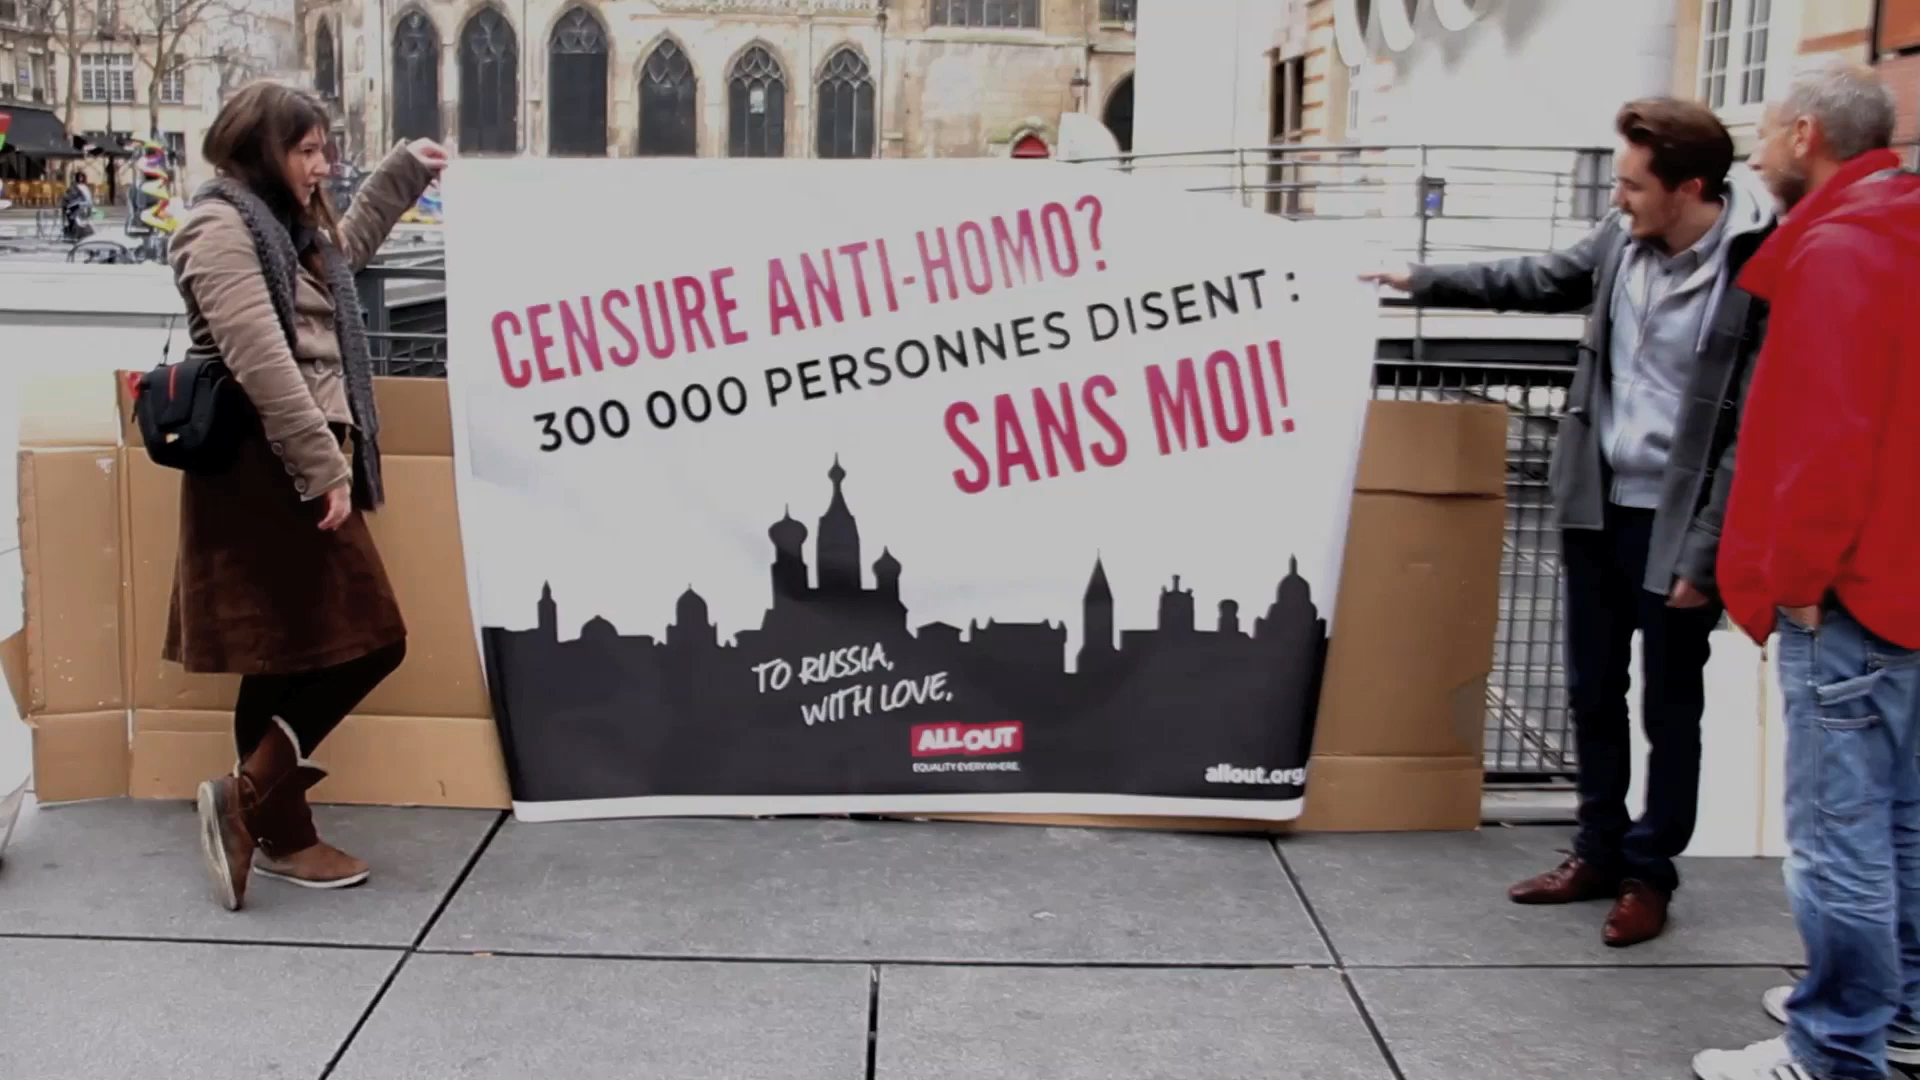 CENSURE ANTI-HOMO?
300 000 PERSONNES DISENT :
SANS MOI!
TO RUSSIA,
WITH LOVE.
ALL OUT
EQUALITY EVERYWHERE.
allout.org